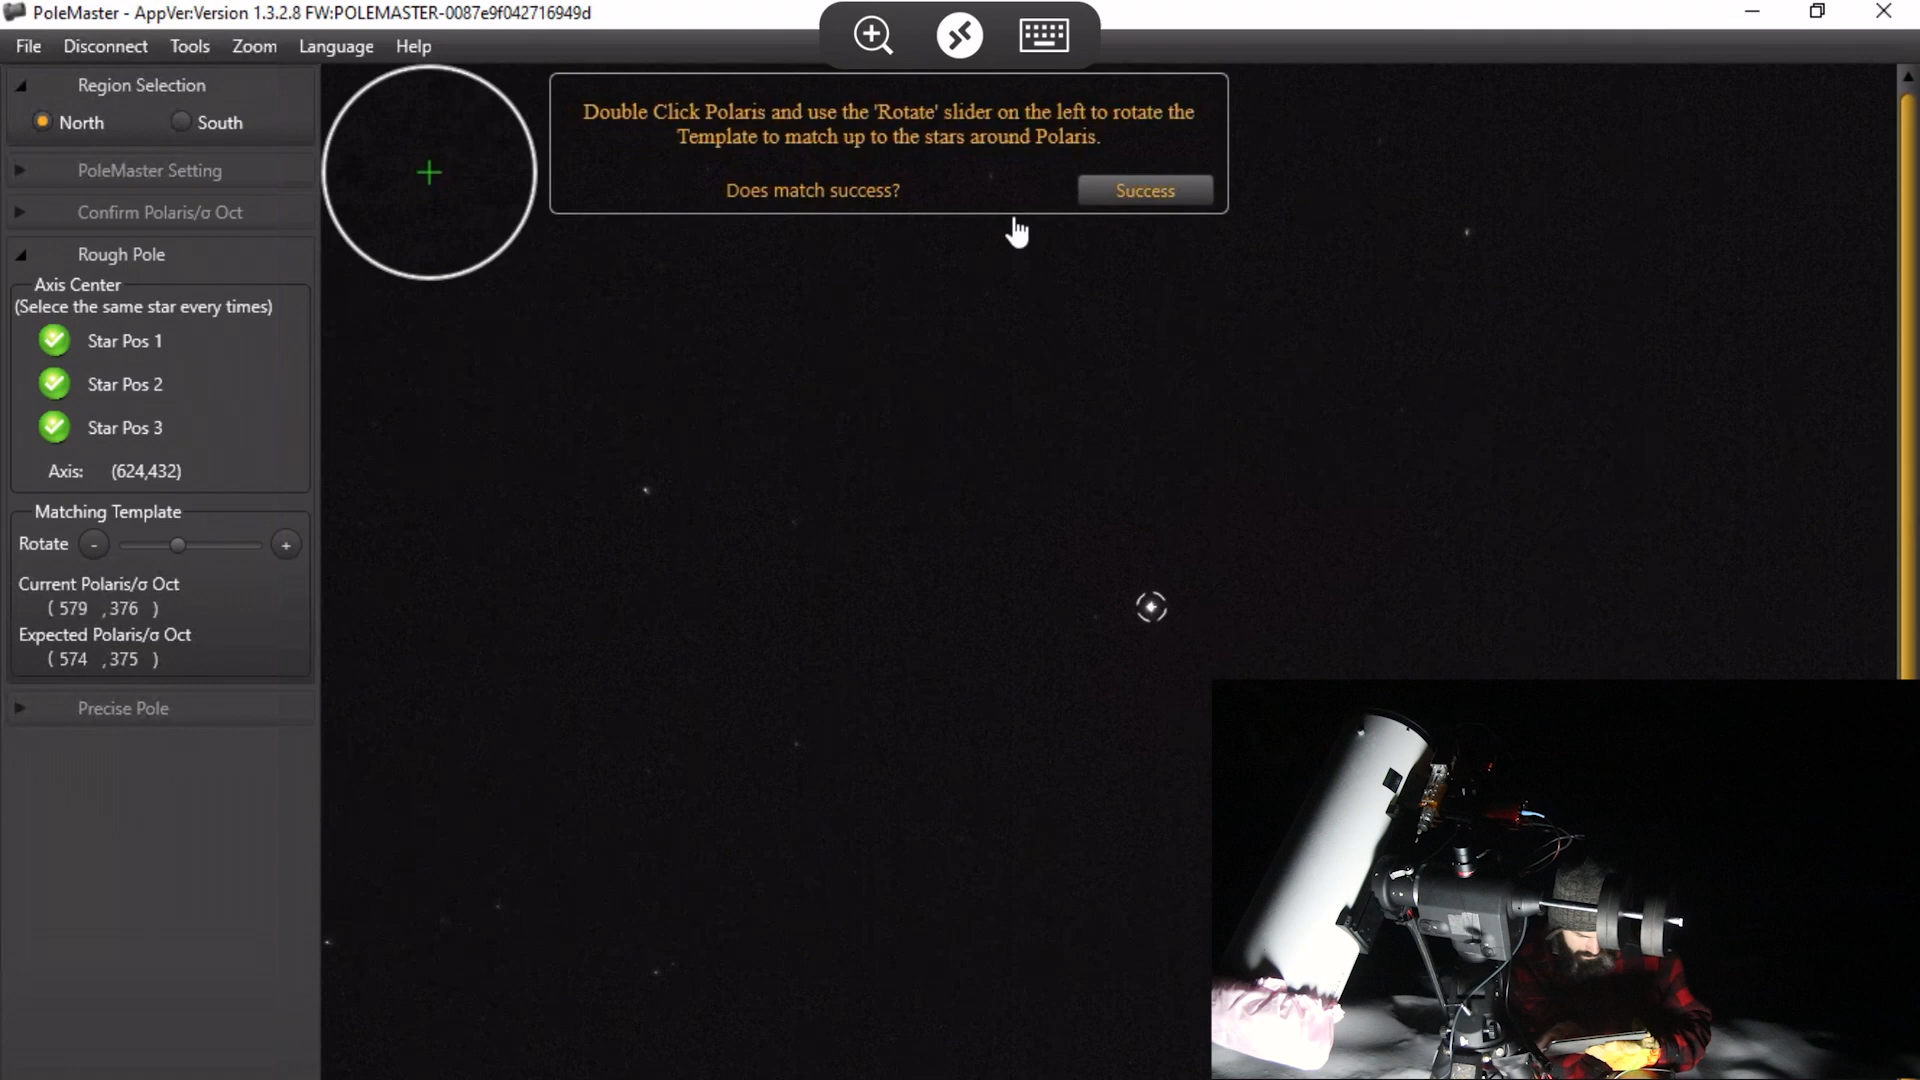 PoleMaster - AppVer:Version 1.3.2.8 FW:POLEMASTER-0087e9f042716949d
File Disconnect Tools Zoom Language Help
Region Selection
North South
PoleMaster Setting
Confirm Polaris/σ Oct
Rough Pole
Axis Center
(Selece the same star every times)
Star Pos 1
Star Pos 2
Star Pos 3
Axis: (624,432)
Matching Template
Rotate - +
Current Polaris/σ Oct
( 579 ,376 )
Expected Polaris/σ Oct
( 574 ,375 )
Precise Pole
Double Click Polaris and use the 'Rotate' slider on the left to rotate the
Template to match up to the stars around Polaris.
Does match success? Success